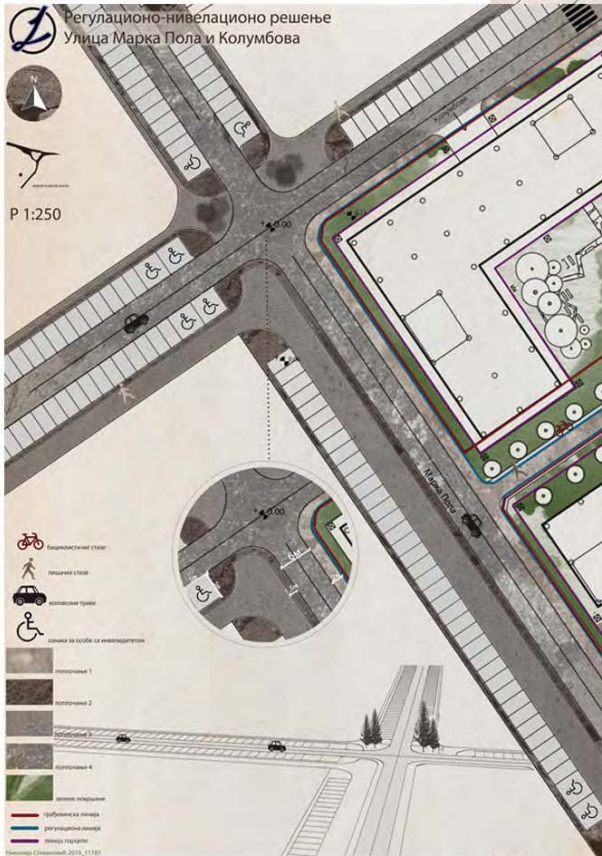 Регулационо-нивелационо решење
Улица Марка Пола и Колумбова
N
Р 1:250
Колумбова
0.00
Марка Пола
0.00
бициклистичке стазе
пешачке стазе
коловозне траке
ознака за особе са инвалидитетом
поплочање 1
поплочање 2
поплочање 3
поплочање 4
зелене површине
грађевинска линија
регулациона линија
линија парцеле